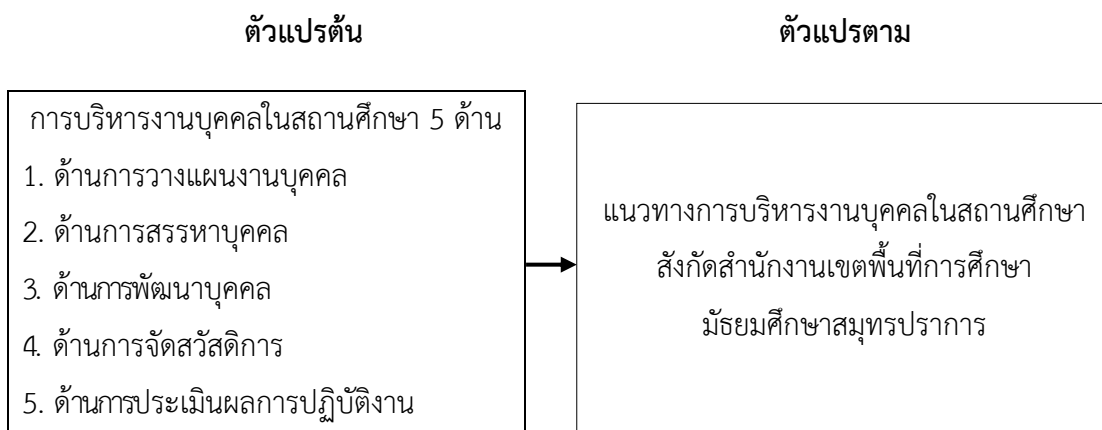 ตัวแปรต้น
ตัวแปรตาม
การบริหารงานบุคคลในสถานศึกษา 5 ด้าน
1. ด้านการวางแผนงานบุคคล
2. ด้านการสรรหาบุคคล
3. ด้านการพัฒนาบุคคล
4. ด้านการจัดสวัสดิการ
5. ด้านการประเมินผลการปฏิบัติงาน
แนวทางการบริหารงานบุคคลในสถานศึกษา
สังกัดสำนักงานเขตพื้นที่การศึกษา
มัธยมศึกษาสมุทรปราการ